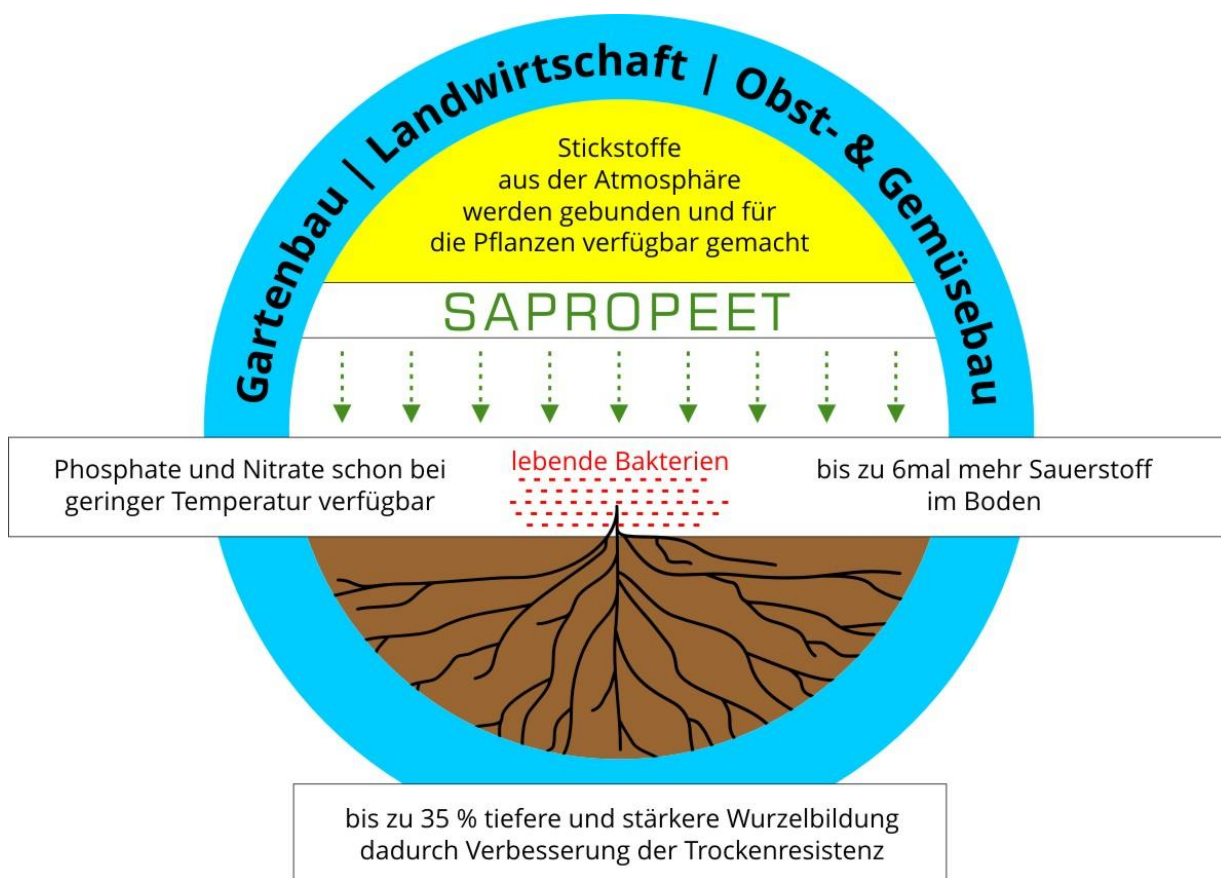 Gartenbau | Landwirtschaft | Obst- & Gemüsebau
Stickstoffe
aus der Atmosphäre
werden gebunden und für
die Pflanzen verfügbar gemacht
SAPROPEET
Phosphate und Nitrate schon bei
geringer Temperatur verfügbar
lebende Bakterien
bis zu 6mal mehr Sauerstoff
im Boden
bis zu 35 % tiefere und stärkere Wurzelbildung
dadurch Verbesserung der Trockenresistenz